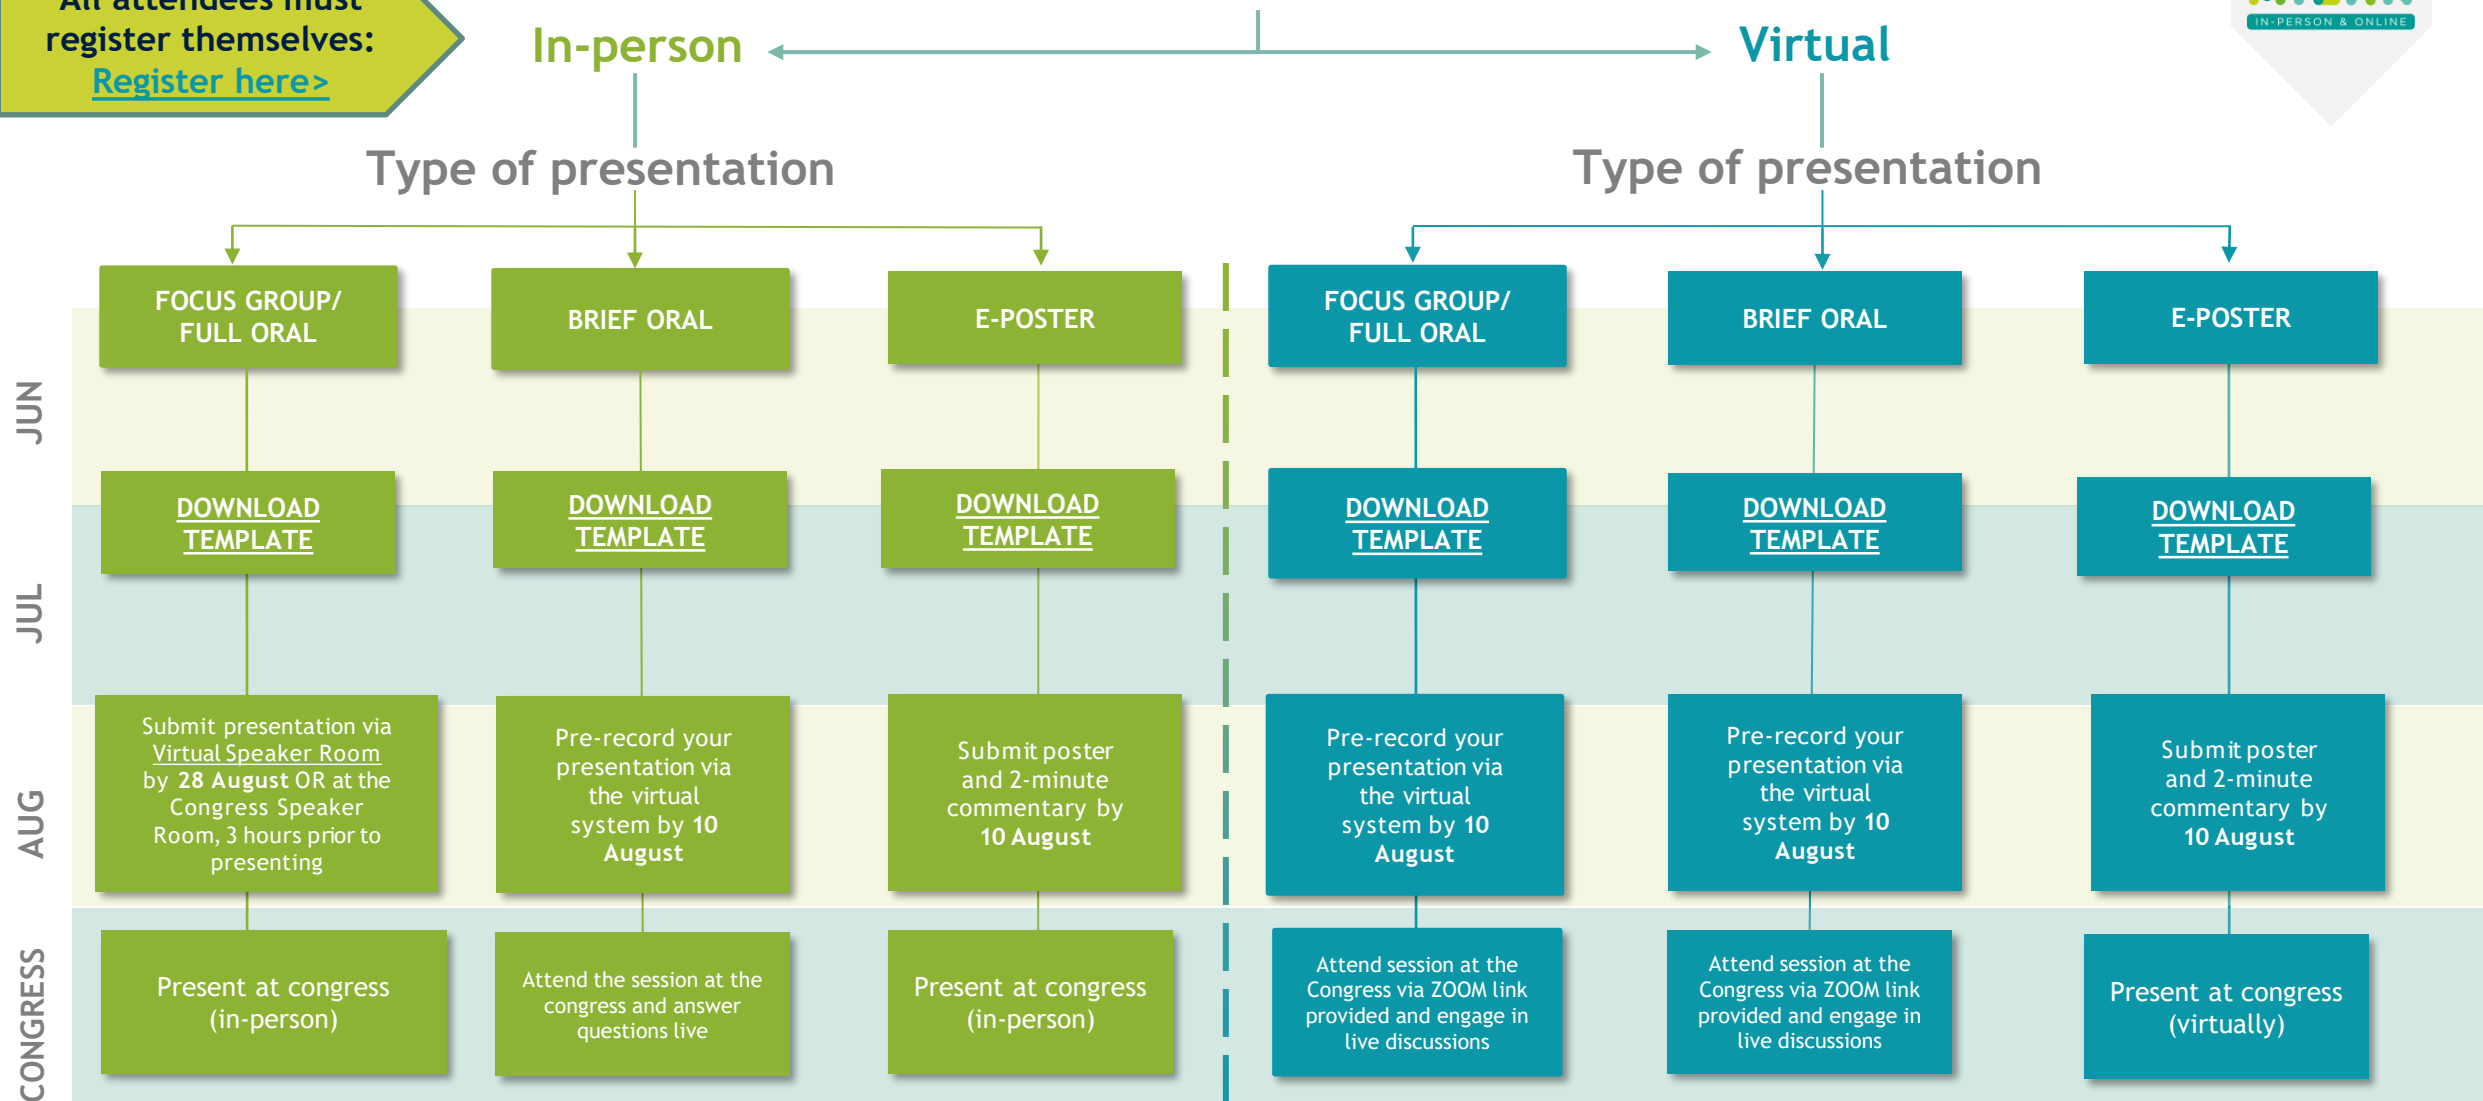 All attendees must
register themselves:
Register here>
IN-PERSON & ONLINE
In-person
Virtual
Type of presentation
Type of presentation
FOCUS GROUP/
FULL ORAL
BRIEF ORAL
E-POSTER
FOCUS GROUP/
FULL ORAL
BRIEF ORAL
E-POSTER
JUN
DOWNLOAD
TEMPLATE
DOWNLOAD
TEMPLATE
DOWNLOAD
TEMPLATE
DOWNLOAD
TEMPLATE
DOWNLOAD
TEMPLATE
DOWNLOAD
TEMPLATE
JUL
AUG
Submit presentation via
Virtual Speaker Room
by 28 August OR at the
Congress Speaker
Room, 3 hours prior to
presenting
Pre-record your
presentation via
the virtual
system by 10
August
Submit poster
and 2-minute
commentary by
10 August
Pre-record your
presentation via
the virtual
system by 10
August
Pre-record your
presentation via
the virtual
system by 10
August
Submit poster
and 2-minute
commentary by
10 August
CONGRESS
Present at congress
(in-person)
Attend the session at the
congress and answer
questions live
Present at congress
(in-person)
Attend session at the
Congress via ZOOM link
provided and engage in
live discussions
Attend session at the
Congress via ZOOM link
provided and engage in
live discussions
Present at congress
(virtually)